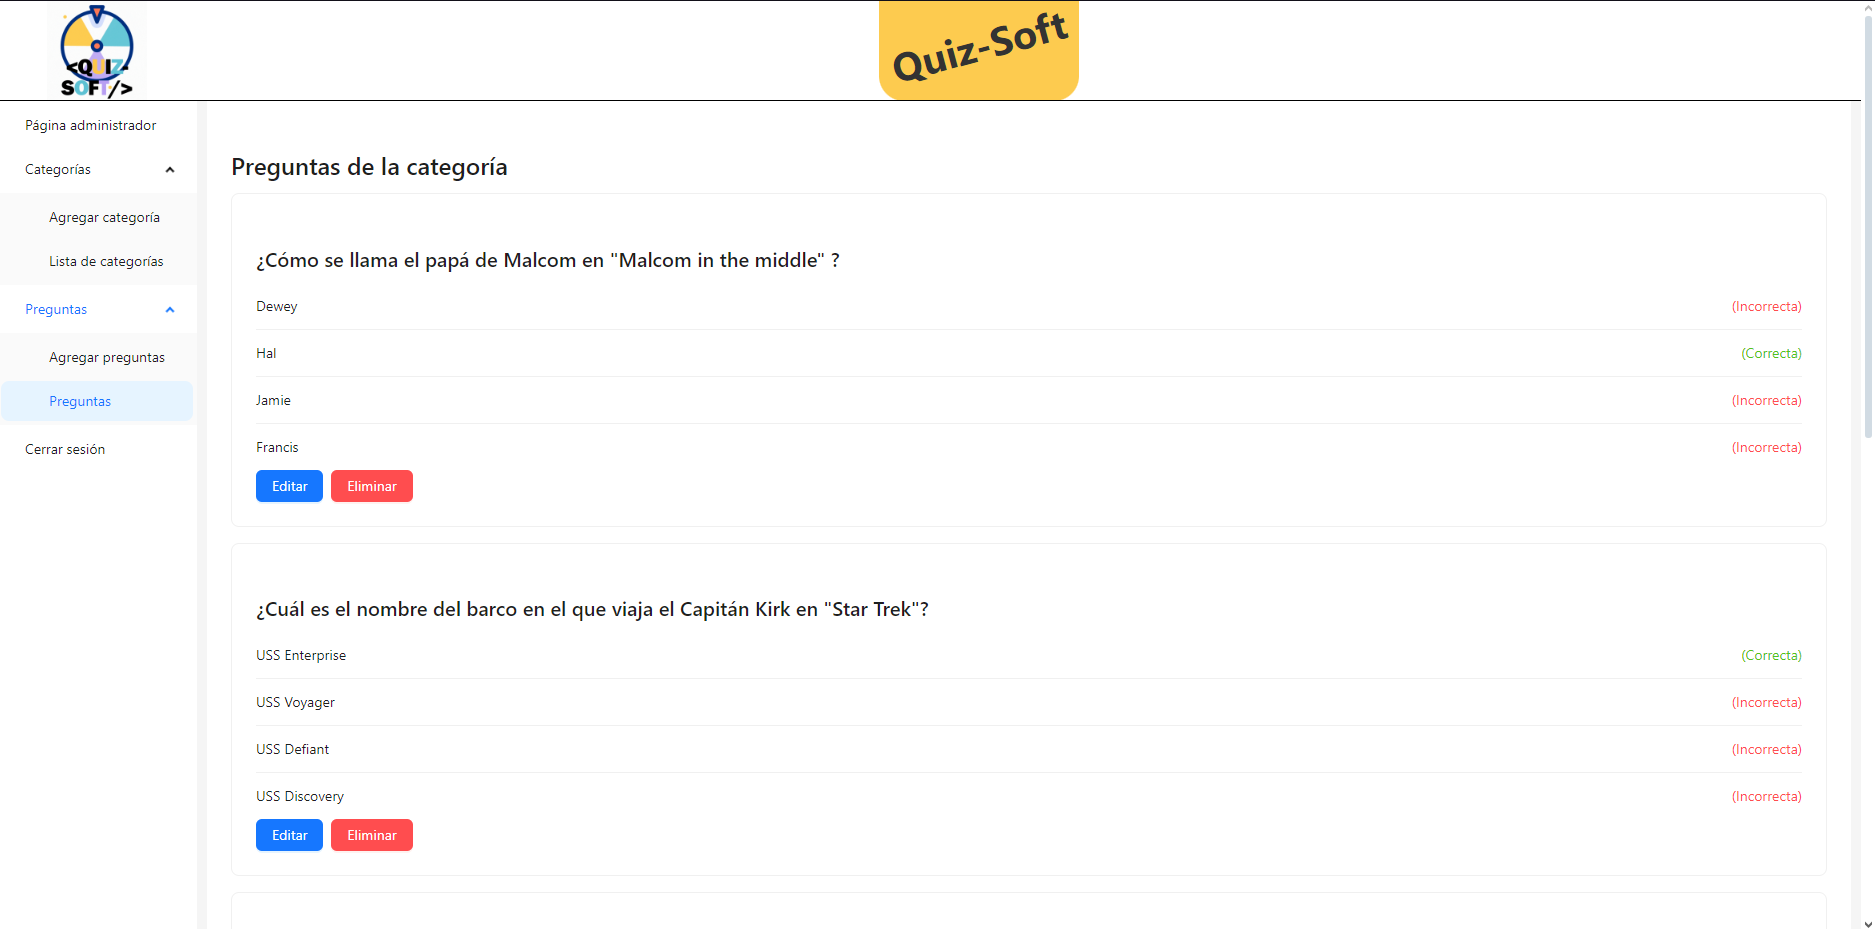 <QUIZ-
SOFT/>
Quiz-Soft
Página administrador
Categorías
Agregar categoría
Lista de categorías
Preguntas
Agregar preguntas
Preguntas
Cerrar sesión
Preguntas de la categoría
¿Cómo se llama el papá de Malcom en "Malcom in the middle" ?
Dewey (Incorrecta)
Hal (Correcta)
Jamie (Incorrecta)
Francis (Incorrecta)
Editar Eliminar
¿Cuál es el nombre del barco en el que viaja el Capitán Kirk en "Star Trek"?
USS Enterprise (Correcta)
USS Voyager (Incorrecta)
USS Defiant (Incorrecta)
USS Discovery (Incorrecta)
Editar Eliminar